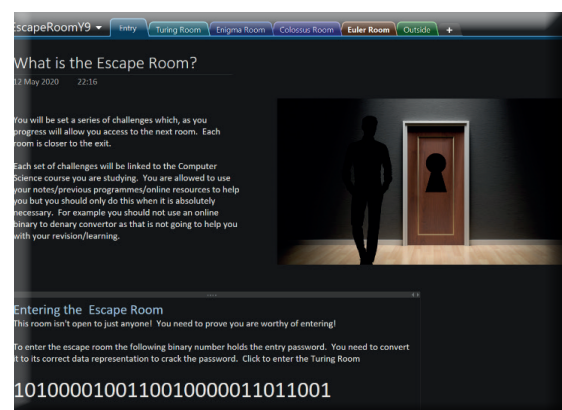 EscapeRoomY9
Entry
Turing Room
Enigma Room
Colossus Room
Euler Room
Outside
+
What is the Escape Room?
12 May 2020 22:16
You will be set a series of challenges which, as you
progress will allow you access to the next room. Each
room is closer to the exit.
Each set of challenges will be linked to the Computer
Science course you are studying. You are allowed to use
your notes/previous programmes/online resources to help
you but you should only do this when it is absolutely
necessary. For example you should not use an online
binary to denary convertor as that is not going to help you
with your revision/learning.
Entering the Escape Room
This room isn't open to just anyone! You need to prove you are worthy of entering!
To enter the escape room the following binary number holds the entry password. You need to convert
it to its correct data representation to crack the password. Click to enter the Turing Room
1010000100110010000011011001